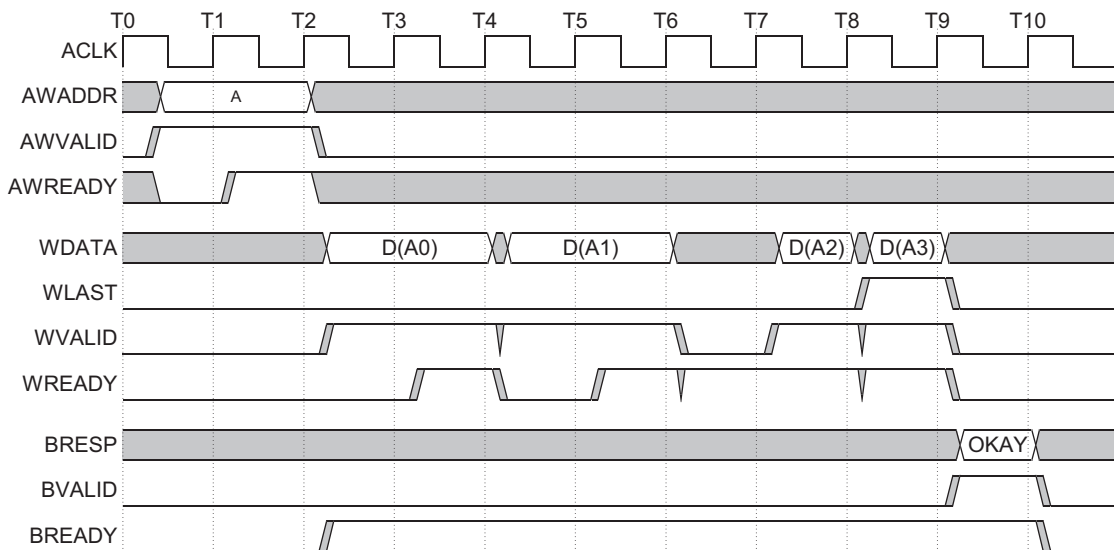 T0 T1 T2 T3 T4 T5 T6 T7 T8 T9 T10
ACLK
AWADDR A
AWVALID
AWREADY
WDATA D(A0) D(A1) D(A2) D(A3)
WLAST
WVALID
WREADY
BRESP OKAY
BVALID
BREADY